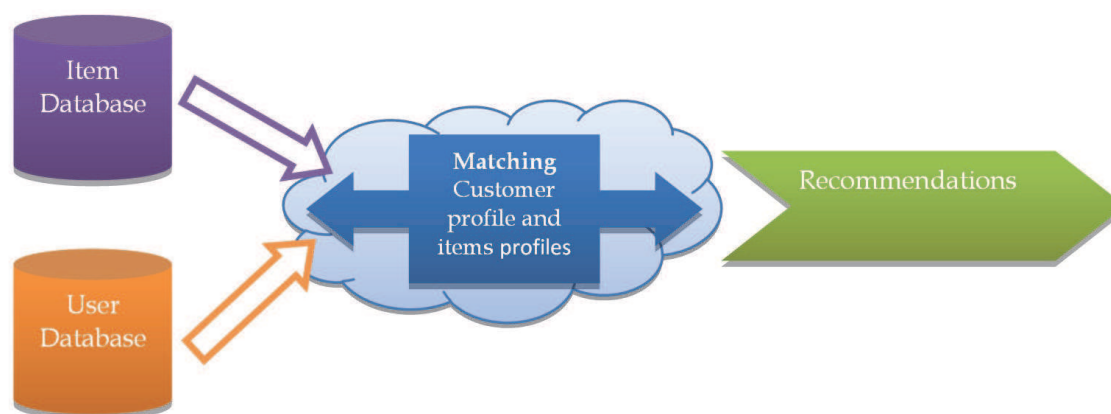 Item
Database
Matching
Customer
profile and
items profiles
Recommendations
User
Database